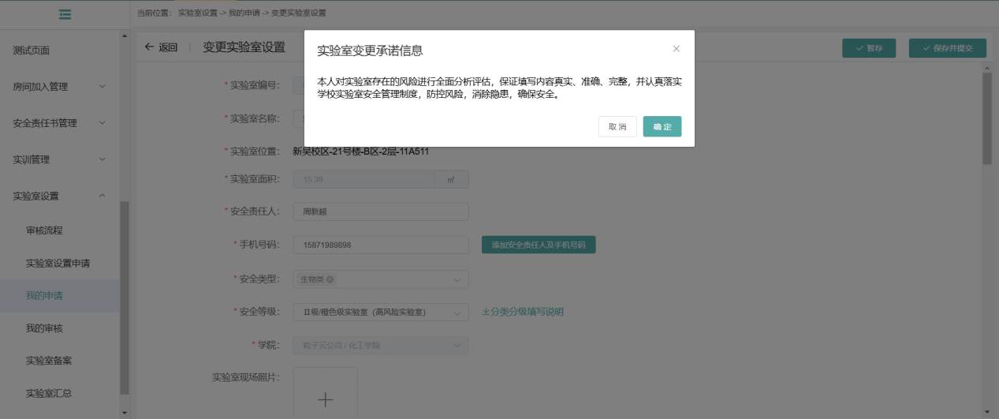 当前位置： 实验室设置 -> 我的申请 -> 变更实验室设置
测试页面
房间加入管理
安全责任书管理
实训管理
实验室设置
审核流程
实验室设置申请
我的申请
我的审核
实验室备案
实验室汇总
← 返回 | 变更实验室设置
暂存
保存并提交
实验室变更承诺信息
本人对实验室存在的风险进行全面分析评估，保证填写内容真实、准确、完整，并认真落实
学校实验室安全管理制度，防控风险，消除隐患，确保安全。
取消
确定
* 实验室编号：
* 实验室名称：
* 实验室位置： 新吴校区-21号楼-B区-2层-11A511
* 实验室面积： 15.39 ㎡
* 安全责任人： 周新超
* 手机号码： 15871989898 添加安全责任人及手机号码
* 安全类型： 生物类
* 安全等级： II级/橙色级实验室（高风险实验室） 分类分级填写说明
* 学院： 粒子云公司 / 化工学院
实验室现场照片：